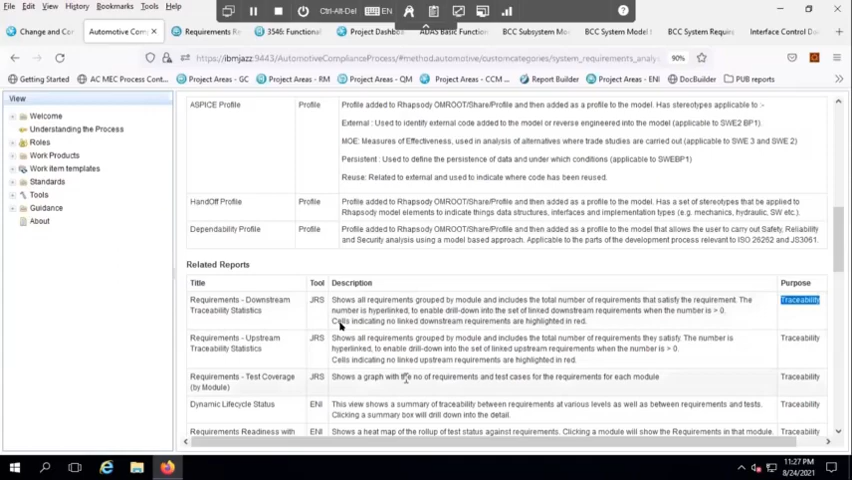 File Edit View History Bookmarks Tools Help
Ctrl-Alt-Del EN
Change and Cor
Automotive Compliance
Requirements Re
3546: Functional
Project Dashboa
ADAS Basic Function
BCC Subsystem Mod
BCC System Model
BCC System Require
Interface Control Do
https://ibmjazz:9443/AutomotiveComplianceProcess/#method.automotive/customcategories/system_requirements_analy
90%
Getting Started AC MEC Process Cont... Project Areas - GC Project Areas - RM Project Areas - QM Project Areas - CCM ... Report Builder Project Areas - ENI DocBuilder PUB reports
View
Welcome
Understanding the Process
Roles
Work Products
Work item templates
Standards
Tools
Guidance
About
ASPICE Profile Profile Profile added to Rhapsody OMROOT/Share/Profile and then added as a profile to the model. Has stereotypes applicable to :-
External : Used to identify external code added to the model or reverse engineered into the model (applicable to SWE2 BP1).
MOE: Measures of Effectiveness, used in analysis of alternatives where trade studies are carried out (applicable to SWE 3 and SWE 2)
Persistent : Used to define the persistence of data and under which conditions (applicable to SWEBP1)
Reuse: Related to external and used to indicate where code has been reused.
HandOff Profile Profile Profile added to Rhapsody OMROOT/Share/Profile and then added as a profile to the model. Has a set of stereotypes that be applied to
Rhapsody model elements to indicate things data structures, interfaces and implementation types (e.g. mechanics, hydraulic, SW etc.).
Dependability Profile Profile Profile added to Rhapsody OMROOT/Share/Profile and then added as a profile to the model that allows the user to carry out Safety, Reliability
and Security analysis using a model based approach. Applicable to the parts of the development process relevant to ISO 26262 and JS3061.
Related Reports
Title Tool Description Purpose
Requirements - Downstream
Traceability Statistics
JRS
Shows all requirements grouped by module and includes the total number of requirements that satisfy the requirement. The
number is hyperlinked, to enable drill-down into the set of linked downstream requirements when the number is > 0.
Cells indicating no linked downstream requirements are highlighted in red.
Traceability
Requirements - Upstream
Traceability Statistics
JRS
Shows all requirements grouped by module and includes the total number of requirements they satisfy. The number is
hyperlinked, to enable drill-down into the set of linked upstream requirements when the number is > 0.
Cells indicating no linked upstream requirements are highlighted in red.
Traceability
Requirements - Test Coverage
(by Module)
JRS
Shows a graph with the no of requirements and test cases for the requirements for each module
Traceability
Dynamic Lifecycle Status
ENI
This view shows a summary of traceability between requirements at various levels as well as between requirements and tests.
Clicking a summary box will drill down into the detail.
Traceability
Requirements Readiness with ENI Shows a heat map of the rollup of test status against requirements. Clicking a module will show the Requirements in that module. Traceability
11:27 PM
8/24/2021